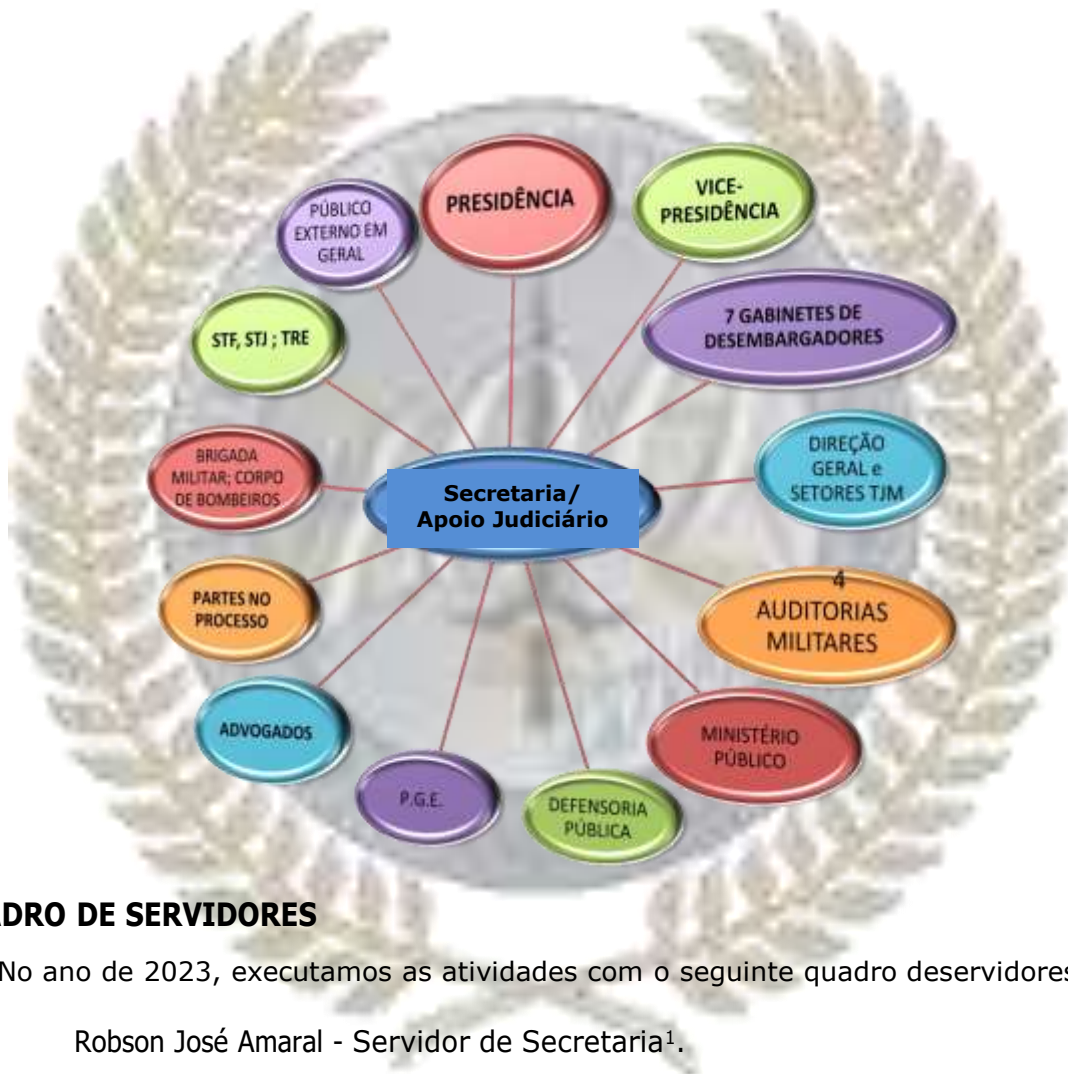 PÚBLICO
EXTERNO EM
GERAL
PRESIDÊNCIA
VICE-
PRESIDÊNCIA
7 GABINETES DE
DESEMBARGADORES
STF, STJ ; TRE
DIREÇÃO
GERAL e
SETORES TJM
BRIGADA
MILITAR; CORPO
DE BOMBEIROS
Secretaria/
Apoio Judiciário
4
AUDITORIAS
MILITARES
PARTES NO
PROCESSO
MINISTÉRIO
PÚBLICO
ADVOGADOS
P.G.E.
DEFENSORIA
PÚBLICA
ADRO DE SERVIDORES
No ano de 2023, executamos as atividades com o seguinte quadro deservidores
Robson José Amaral - Servidor de Secretaria¹.